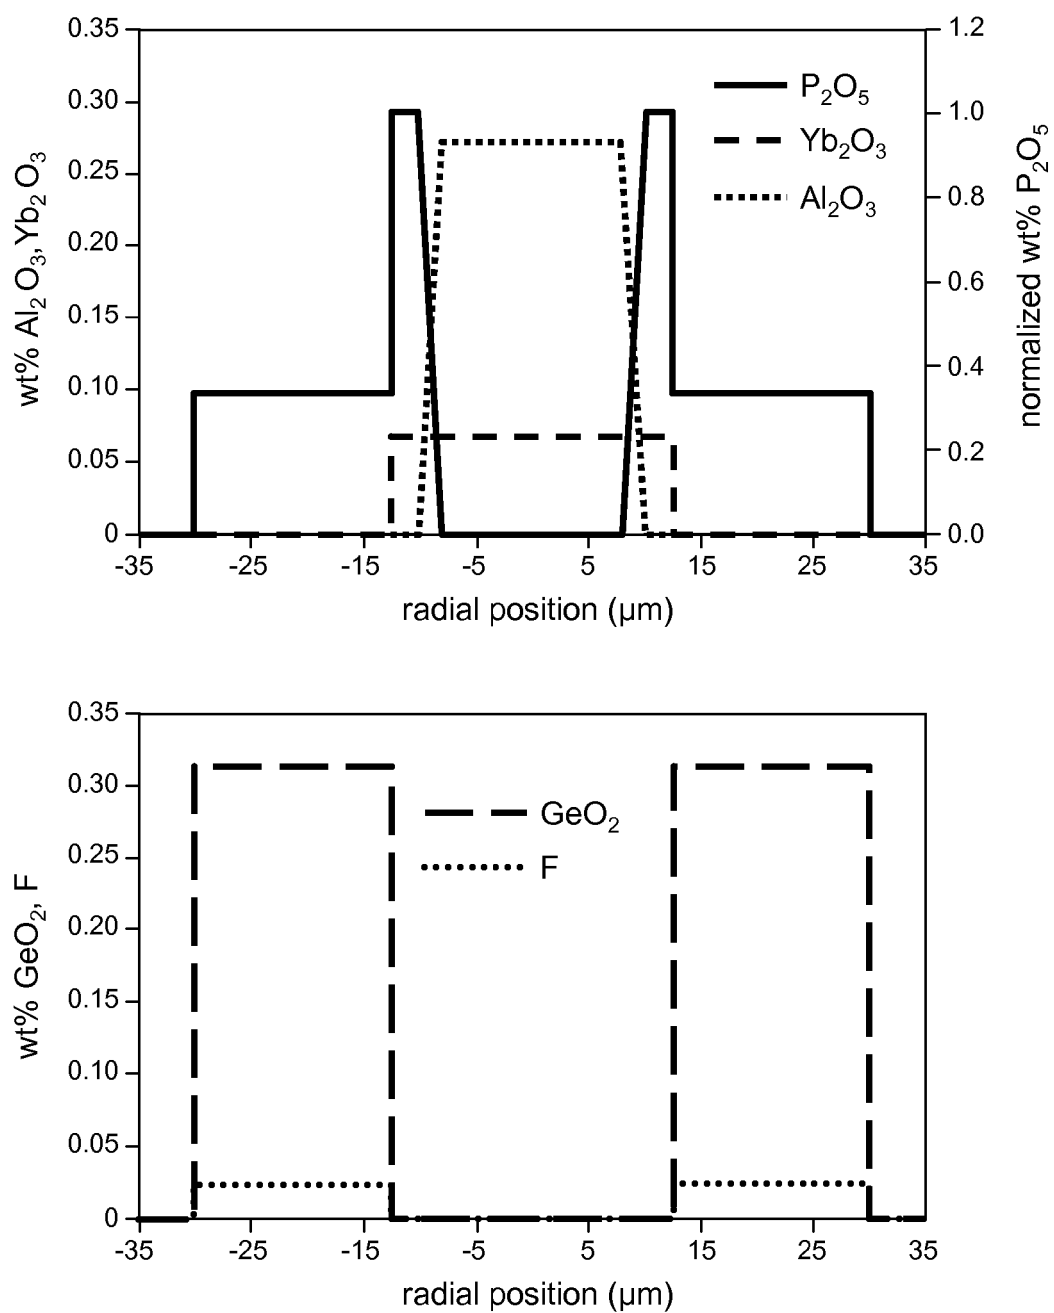 0.35
0.30
0.25
0.20
0.15
0.10
0.05
0
wt% Al₂O₃, Yb₂O₃
1.2
1.0
0.8
0.6
0.4
0.2
0.0
normalized wt% P₂O₅
P₂O₅
Yb₂O₃
Al₂O₃
-35 -25 -15 -5 5 15 25 35
radial position (µm)
0.35
0.30
0.25
0.20
0.15
0.10
0.05
0
wt% GeO₂, F
GeO₂
F
-35 -25 -15 -5 5 15 25 35
radial position (µm)